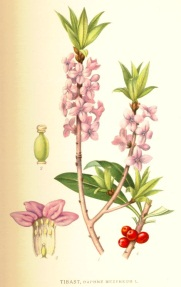 TIBAST, DAPHNE MEZEREUM L.